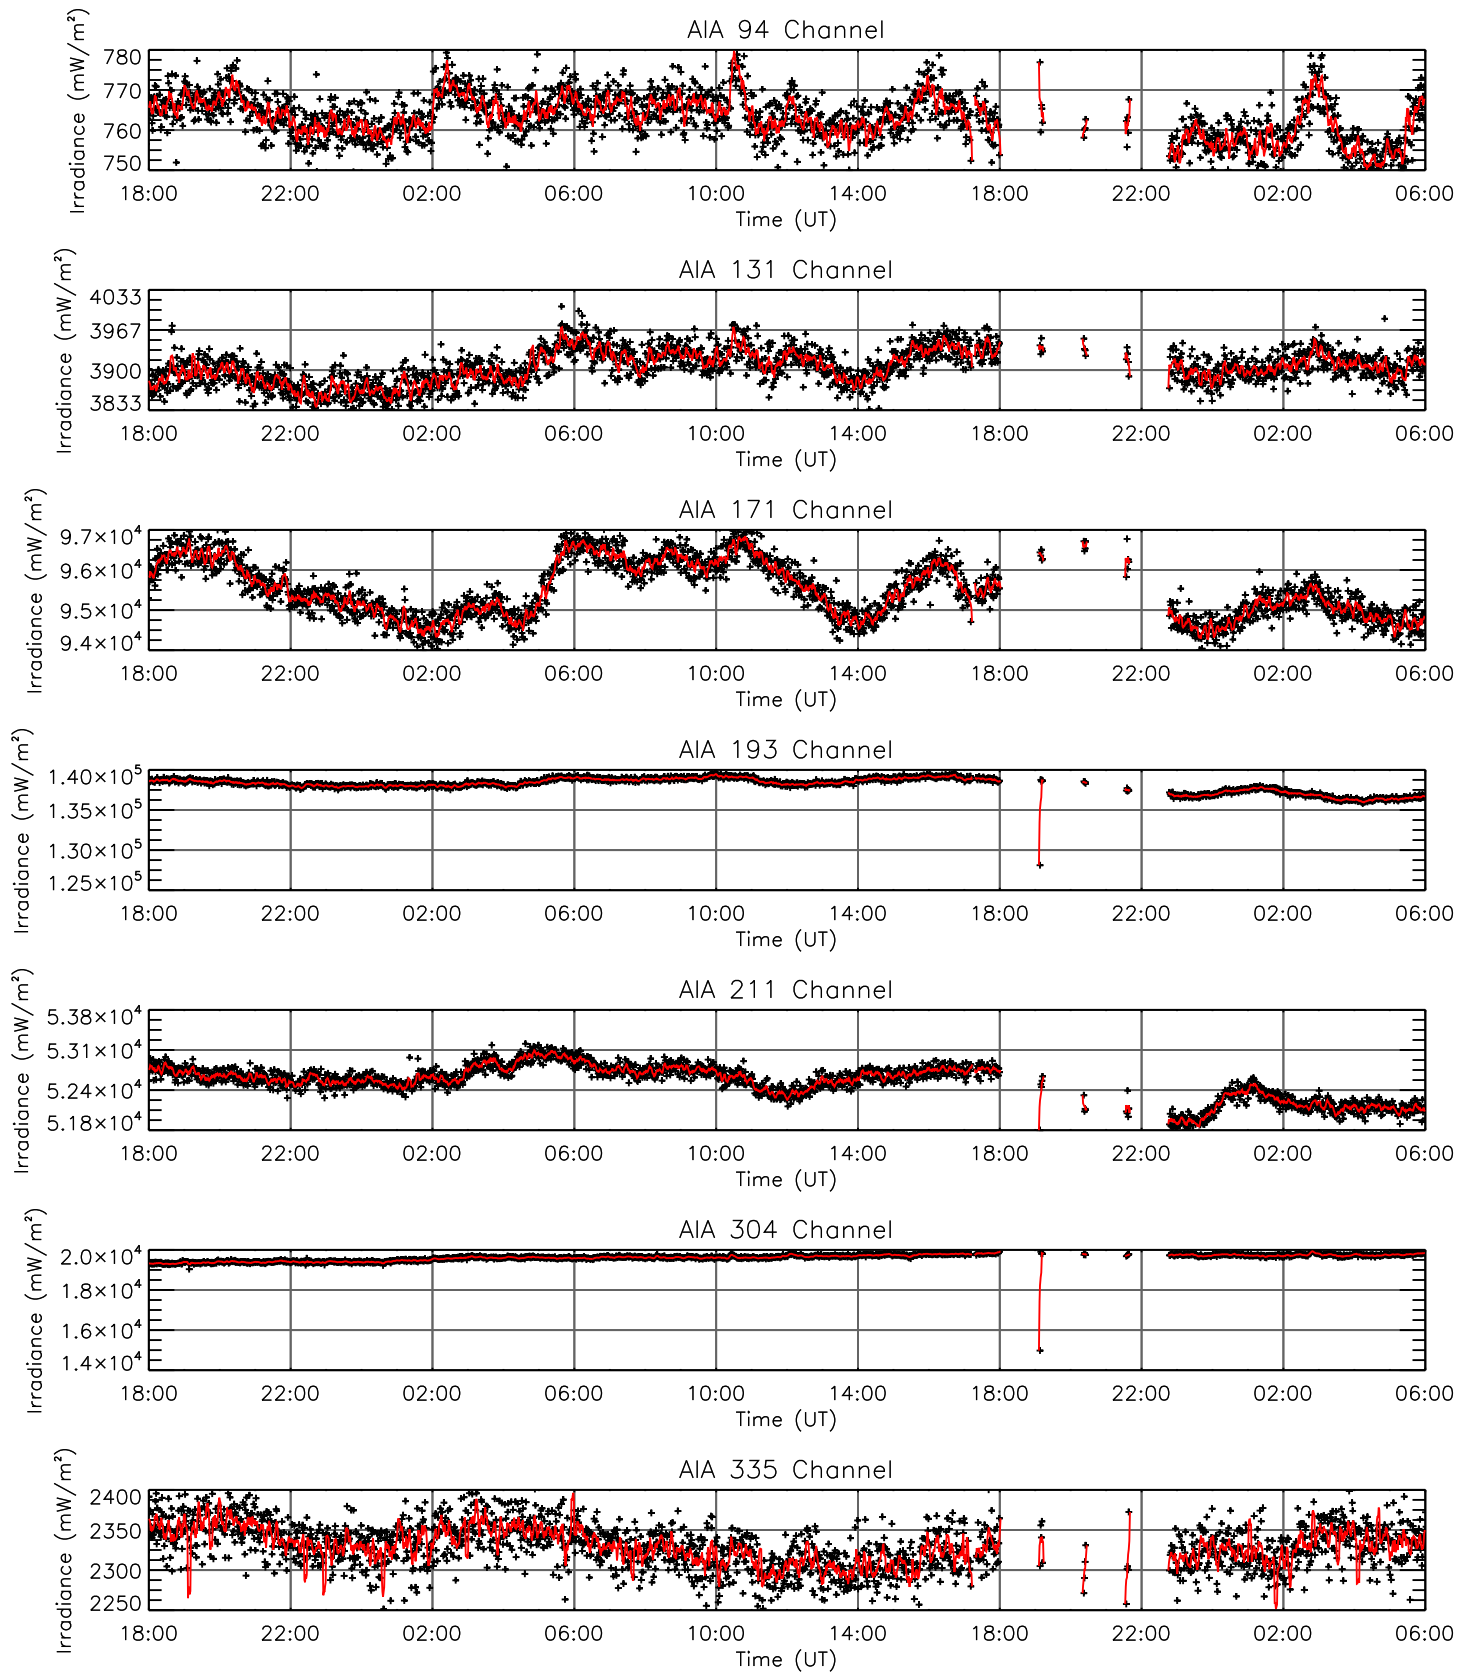 AIA 94 Channel
Irradiance (mW/m²)
780
770
760
750
18:00 22:00 02:00 06:00 10:00 14:00 18:00 22:00 02:00 06:00
Time (UT)
AIA 131 Channel
Irradiance (mW/m²)
4033
3967
3900
3833
18:00 22:00 02:00 06:00 10:00 14:00 18:00 22:00 02:00 06:00
Time (UT)
AIA 171 Channel
Irradiance (mW/m²)
9.7×10⁴
9.6×10⁴
9.5×10⁴
9.4×10⁴
18:00 22:00 02:00 06:00 10:00 14:00 18:00 22:00 02:00 06:00
Time (UT)
AIA 193 Channel
Irradiance (mW/m²)
1.40×10⁵
1.35×10⁵
1.30×10⁵
1.25×10⁵
18:00 22:00 02:00 06:00 10:00 14:00 18:00 22:00 02:00 06:00
Time (UT)
AIA 211 Channel
Irradiance (mW/m²)
5.38×10⁴
5.31×10⁴
5.24×10⁴
5.18×10⁴
18:00 22:00 02:00 06:00 10:00 14:00 18:00 22:00 02:00 06:00
Time (UT)
AIA 304 Channel
Irradiance (mW/m²)
2.0×10⁴
1.8×10⁴
1.6×10⁴
1.4×10⁴
18:00 22:00 02:00 06:00 10:00 14:00 18:00 22:00 02:00 06:00
Time (UT)
AIA 335 Channel
Irradiance (mW/m²)
2400
2350
2300
2250
18:00 22:00 02:00 06:00 10:00 14:00 18:00 22:00 02:00 06:00
Time (UT)